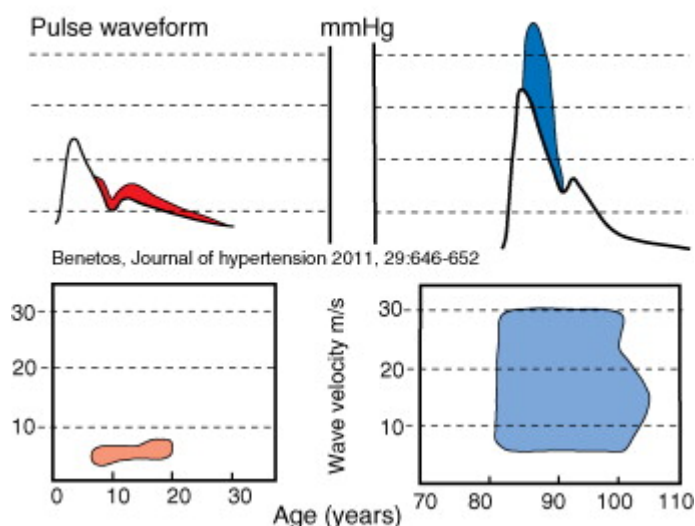 Pulse waveform
mmHg
Benetos, Journal of hypertension 2011, 29:646-652
30
20
10
0 10 20 30
Wave velocity m/s
30
20
10
70 80 90 100 110
Age (years)